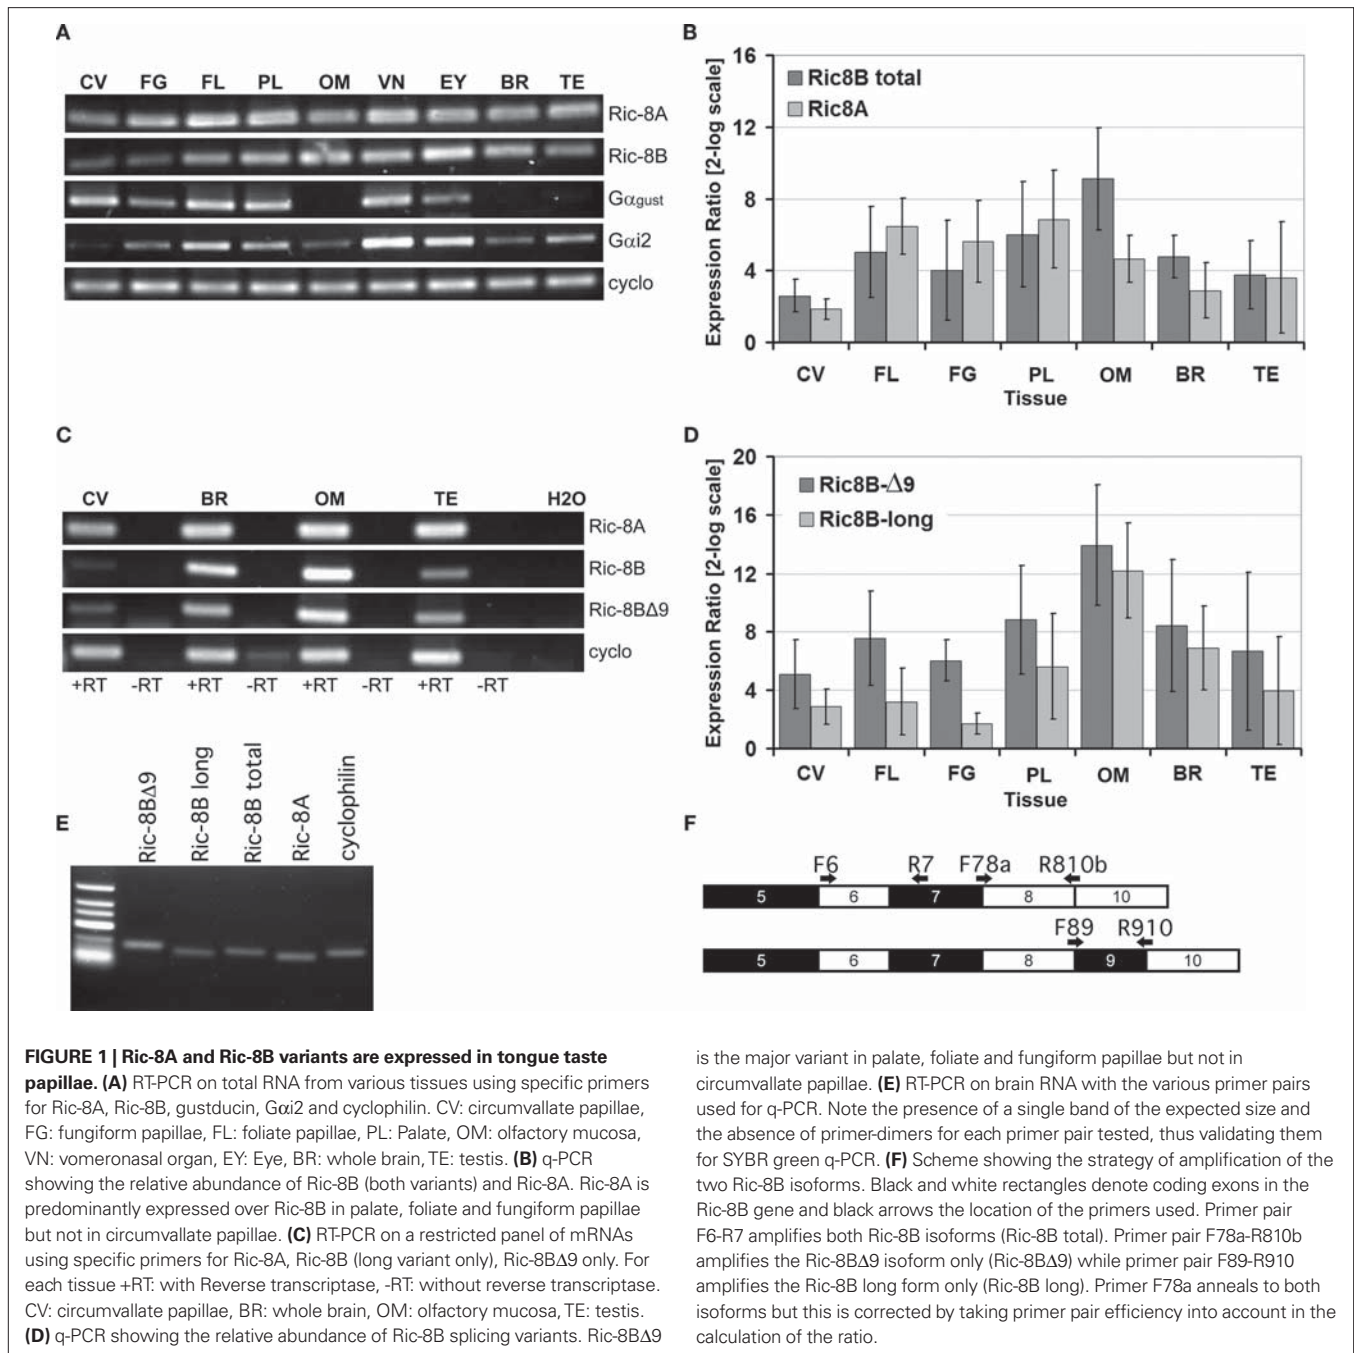 A
CV FG FL PL OM VN EY BR TE
Ric-8A
Ric-8B
Gαgust
Gαi2
cyclo
B
Expression Ratio [2-log scale]
16
12
8
4
0
Ric8B total
Ric8A
CV FL FG PL OM BR TE
Tissue
C
CV BR OM TE H2O
Ric-8A
Ric-8B
Ric-8BΔ9
cyclo
+RT -RT +RT -RT +RT -RT +RT -RT
D
Expression Ratio [2-log scale]
20
16
12
8
4
0
Ric8B-Δ9
Ric8B-long
CV FL FG PL OM BR TE
Tissue
E
Ric-8BΔ9
Ric-8B long
Ric-8B total
Ric-8A
cyclophilin
F
F6 R7 F78a R810b
5 6 7 8 10
F89 R910
5 6 7 8 9 10
FIGURE 1 | Ric-8A and Ric-8B variants are expressed in tongue taste
papillae. (A) RT-PCR on total RNA from various tissues using specific primers
for Ric-8A, Ric-8B, gustducin, Gαi2 and cyclophilin. CV: circumvallate papillae,
FG: fungiform papillae, FL: foliate papillae, PL: Palate, OM: olfactory mucosa,
VN: vomeronasal organ, EY: Eye, BR: whole brain, TE: testis. (B) q-PCR
showing the relative abundance of Ric-8B (both variants) and Ric-8A. Ric-8A is
predominantly expressed over Ric-8B in palate, foliate and fungiform papillae
but not in circumvallate papillae. (C) RT-PCR on a restricted panel of mRNAs
using specific primers for Ric-8A, Ric-8B (long variant only), Ric-8BΔ9 only. For
each tissue +RT: with Reverse transcriptase, -RT: without reverse transcriptase.
CV: circumvallate papillae, BR: whole brain, OM: olfactory mucosa, TE: testis.
(D) q-PCR showing the relative abundance of Ric-8B splicing variants. Ric-8BΔ9
is the major variant in palate, foliate and fungiform papillae but not in
circumvallate papillae. (E) RT-PCR on brain RNA with the various primer pairs
used for q-PCR. Note the presence of a single band of the expected size and
the absence of primer-dimers for each primer pair tested, thus validating them
for SYBR green q-PCR. (F) Scheme showing the strategy of amplification of the
two Ric-8B isoforms. Black and white rectangles denote coding exons in the
Ric-8B gene and black arrows the location of the primers used. Primer pair
F6-R7 amplifies both Ric-8B isoforms (Ric-8B total). Primer pair F78a-R810b
amplifies the Ric-8BΔ9 isoform only (Ric-8BΔ9) while primer pair F89-R910
amplifies the Ric-8B long form only (Ric-8B long). Primer F78a anneals to both
isoforms but this is corrected by taking primer pair efficiency into account in the
calculation of the ratio.